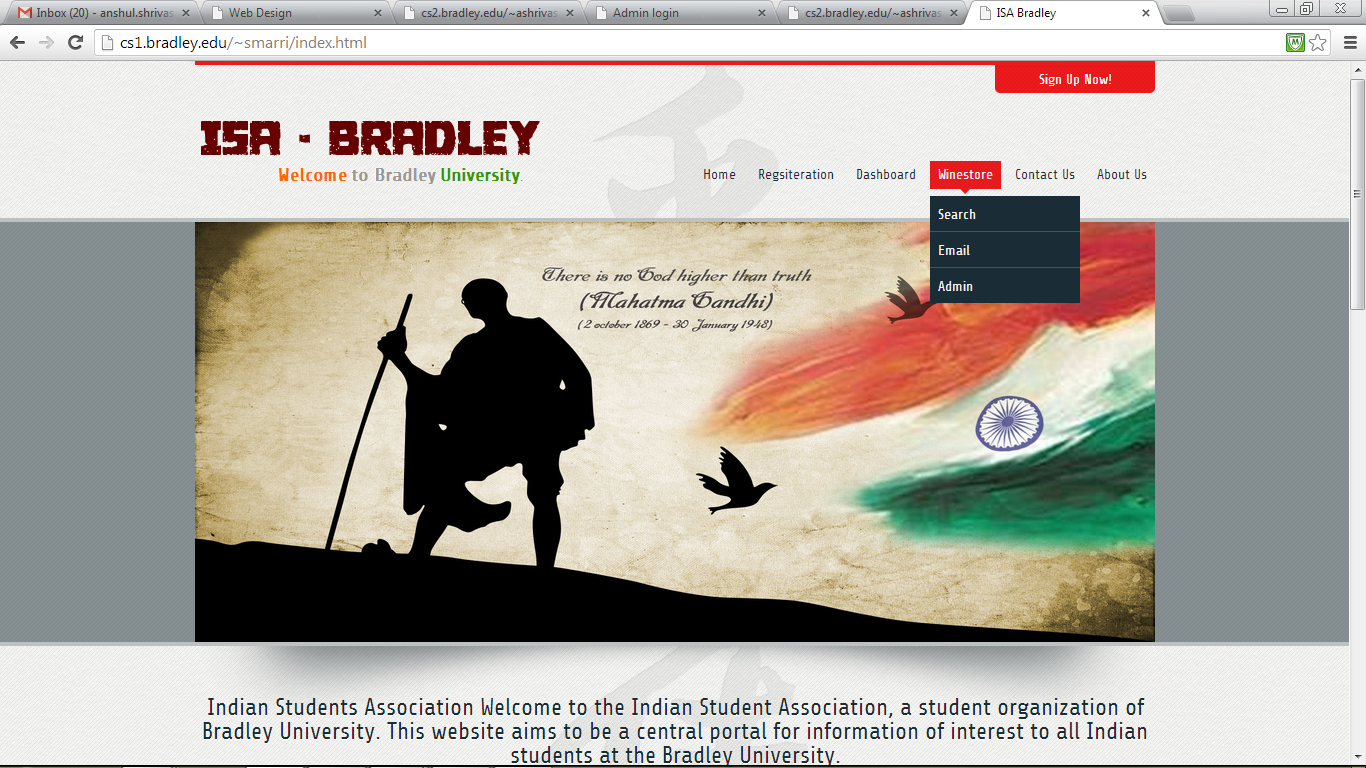 Inbox (20) - anshul.shrivas
Web Design
cs2.bradley.edu/~ashrivas
Admin login
cs2.bradley.edu/~ashrivas
ISA Bradley
cs1.bradley.edu/~smarri/index.html
Sign Up Now!
ISA - BRADLEY
Welcome to Bradley University.
Home
Regsiteration
Dashboard
Winestore
Contact Us
About Us
Search
Email
Admin
There is no God higher than truth
(Mahatma Gandhi)
(2 october 1869 - 30 January 1948)
Indian Students Association Welcome to the Indian Student Association, a student organization of
Bradley University. This website aims to be a central portal for information of interest to all Indian
students at the Bradley University.